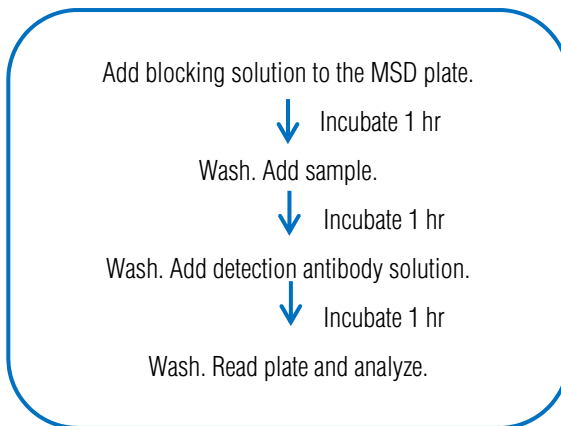 Add blocking solution to the MSD plate.
Incubate 1 hr
Wash. Add sample.
Incubate 1 hr
Wash. Add detection antibody solution.
Incubate 1 hr
Wash. Read plate and analyze.